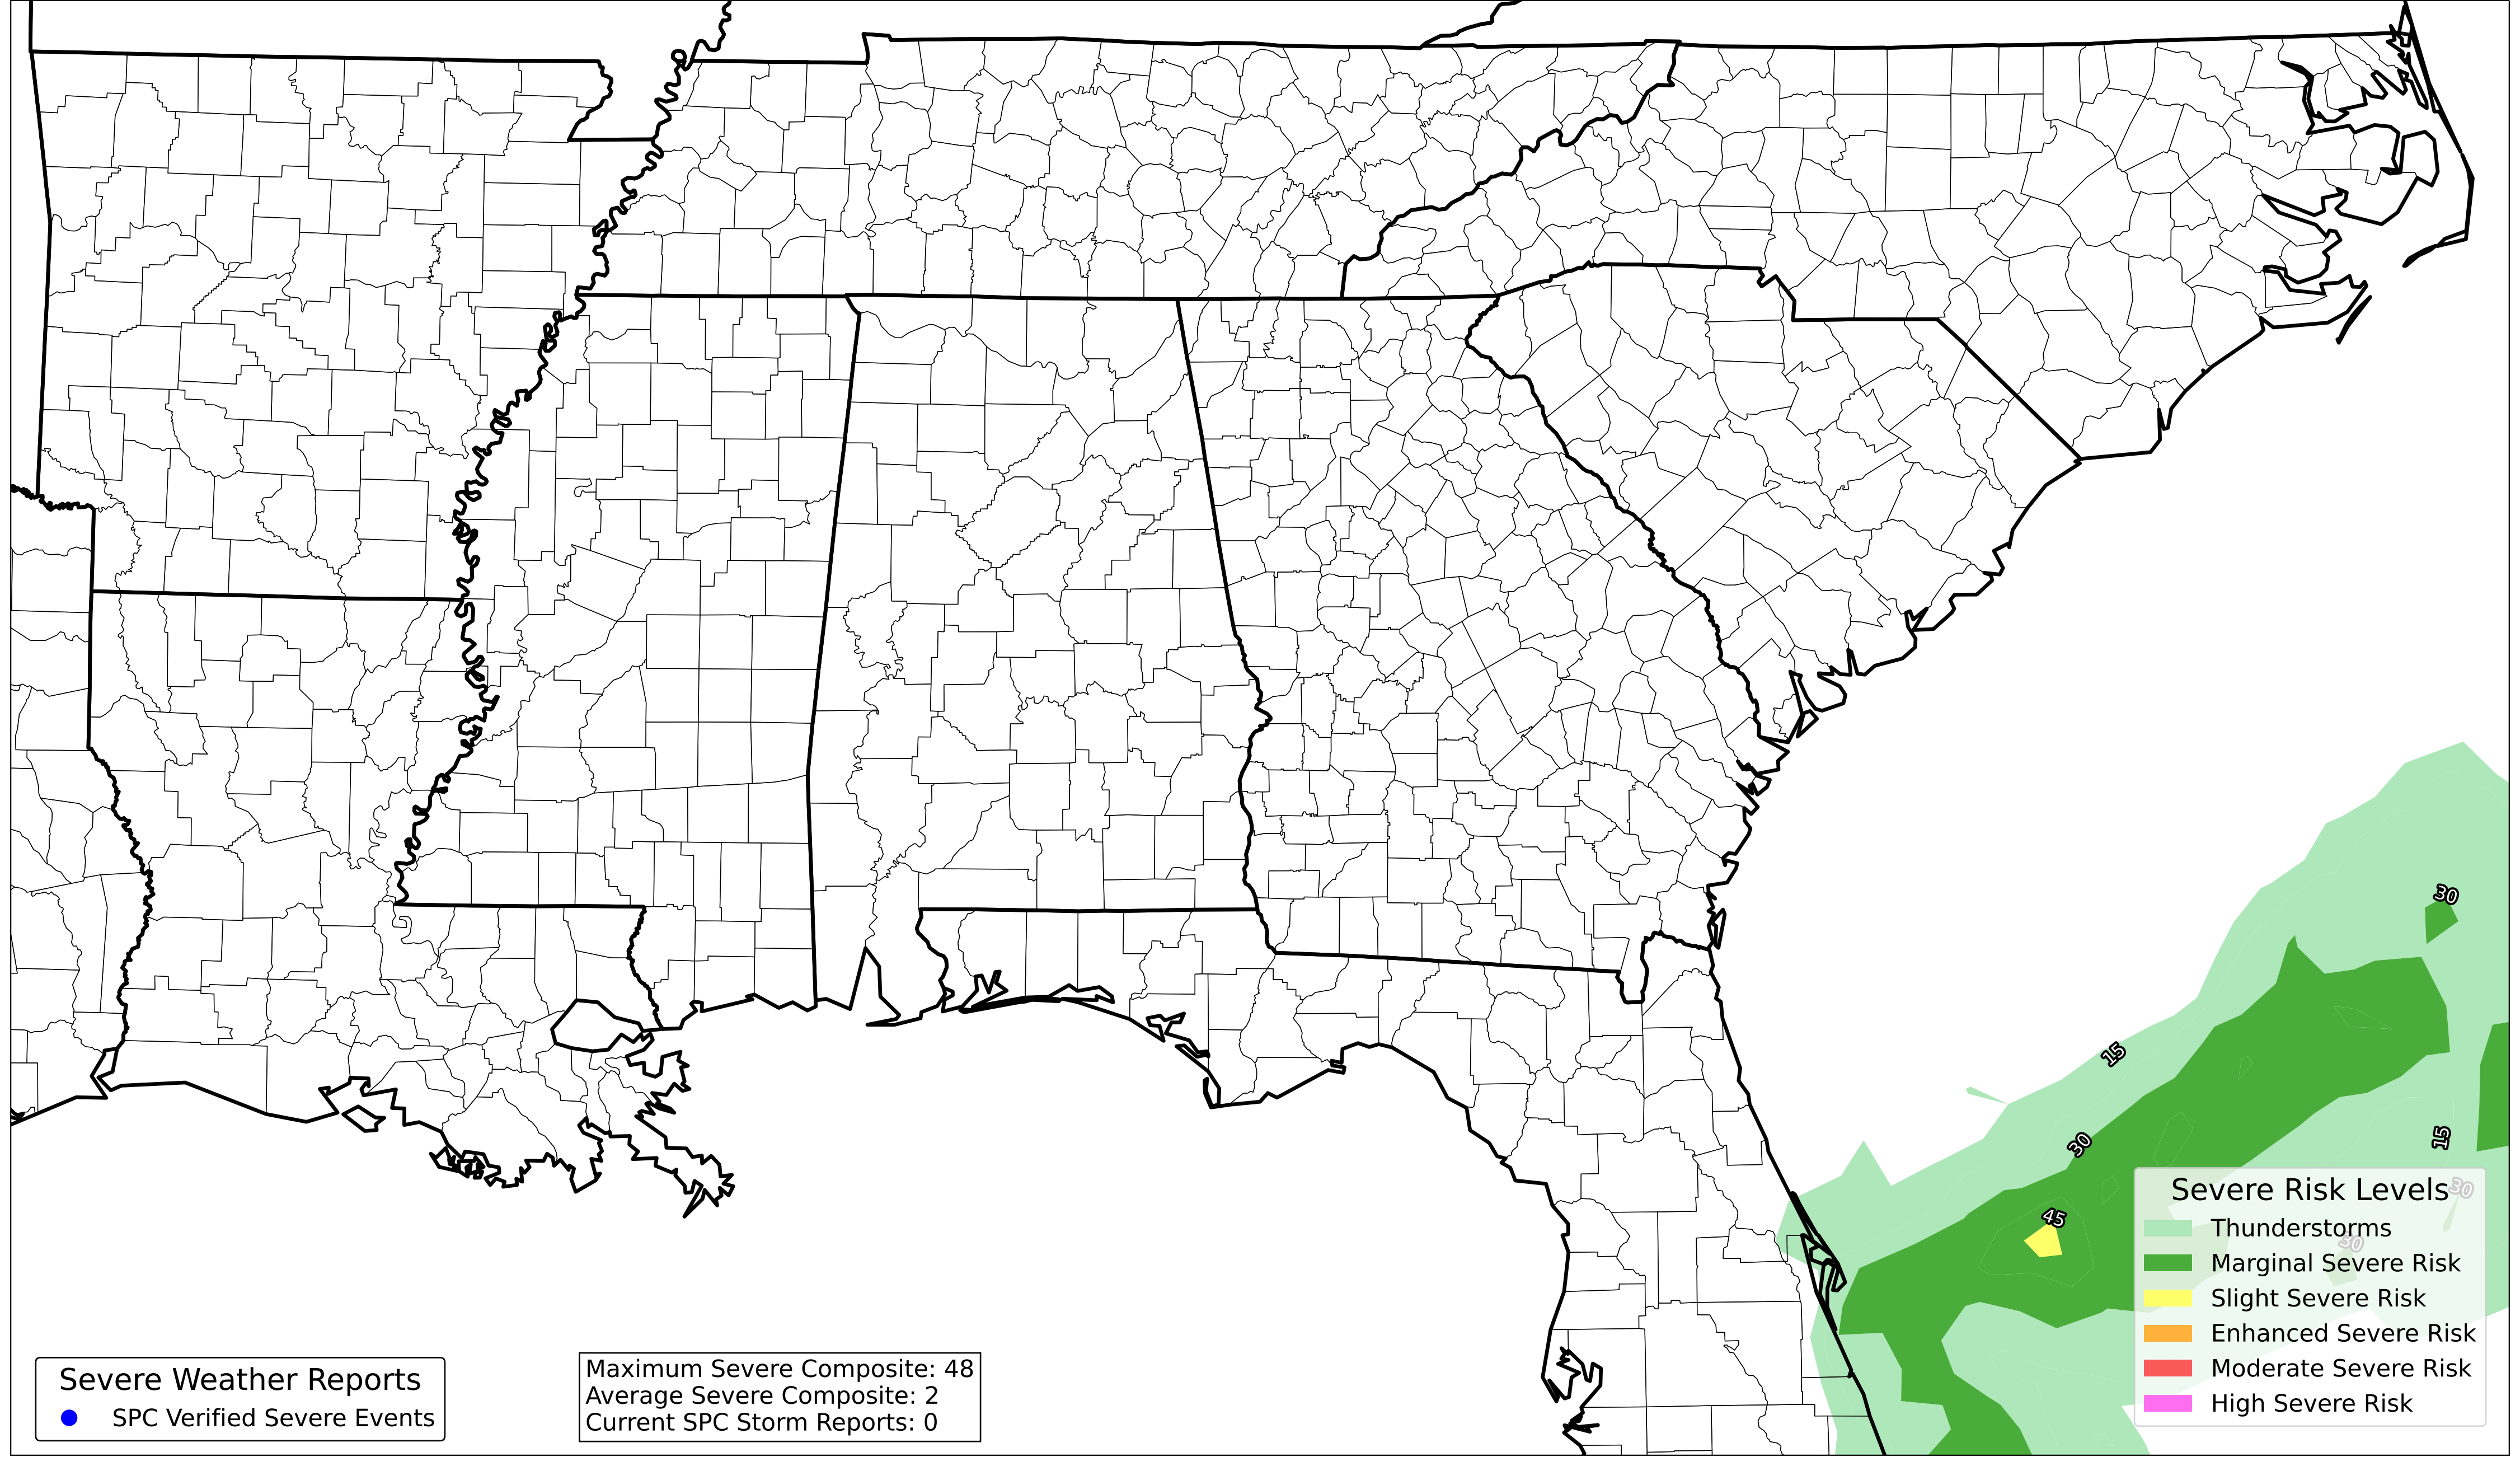 30
15
30
15
45
30
30
Severe Risk Levels
Thunderstorms
Marginal Severe Risk
Slight Severe Risk
Enhanced Severe Risk
Moderate Severe Risk
High Severe Risk
Severe Weather Reports
SPC Verified Severe Events
Maximum Severe Composite: 48
Average Severe Composite: 2
Current SPC Storm Reports: 0